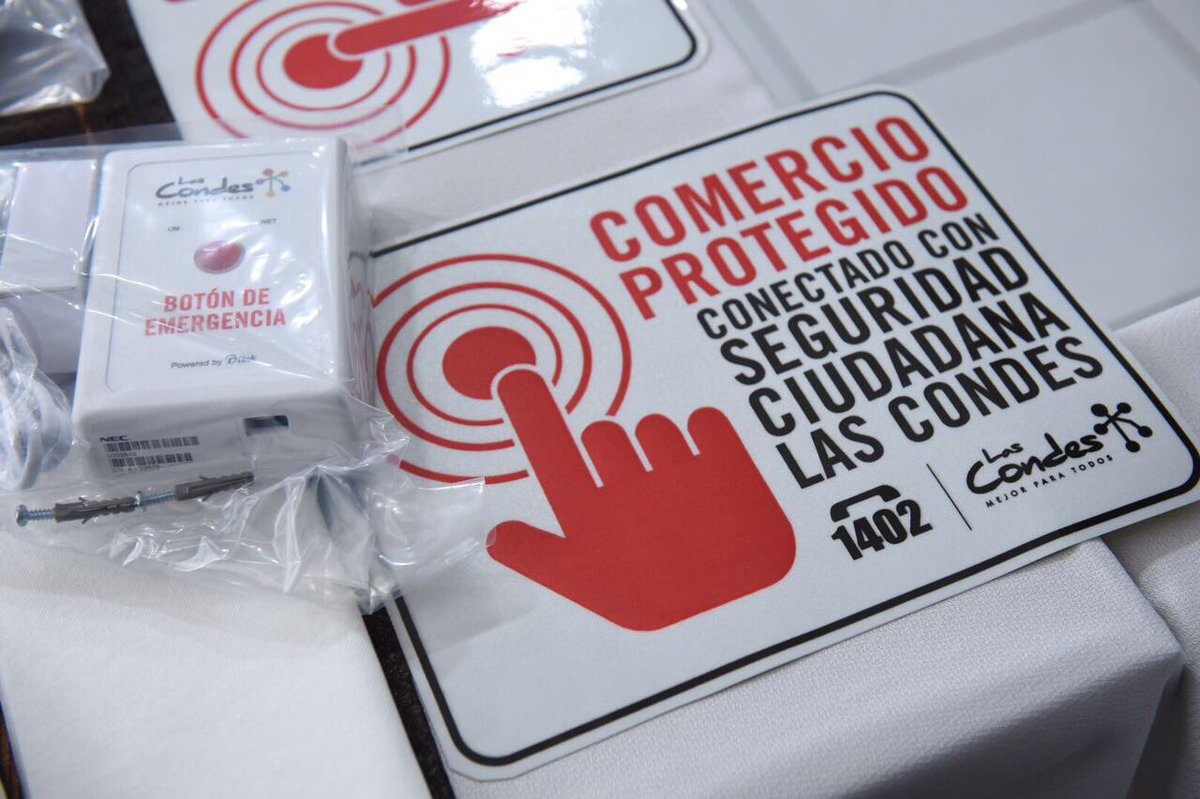 Las
Condes
MEJOR PARA TODOS
ON
NET
BOTÓN DE
EMERGENCIA
Powered by
NEC
COMERCIO
PROTEGIDO
CONECTADO CON
SEGURIDAD
CIUDADANA
LAS CONDES
1402
Las
Condes
MEJOR PARA TODOS